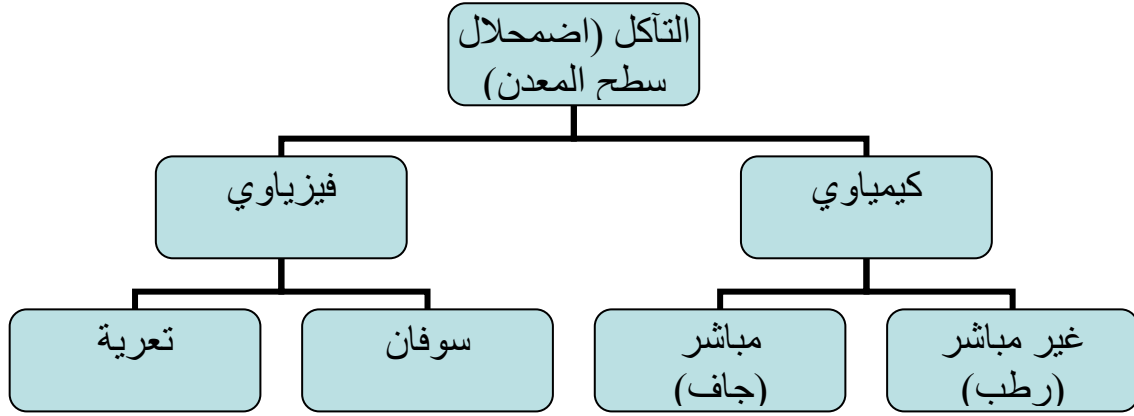 التآكل (اضمحلال
سطح المعدن)
كيمياوي
فيزياوي
غير مباشر
(رطب)
مباشر
(جاف)
سوفان
تعرية